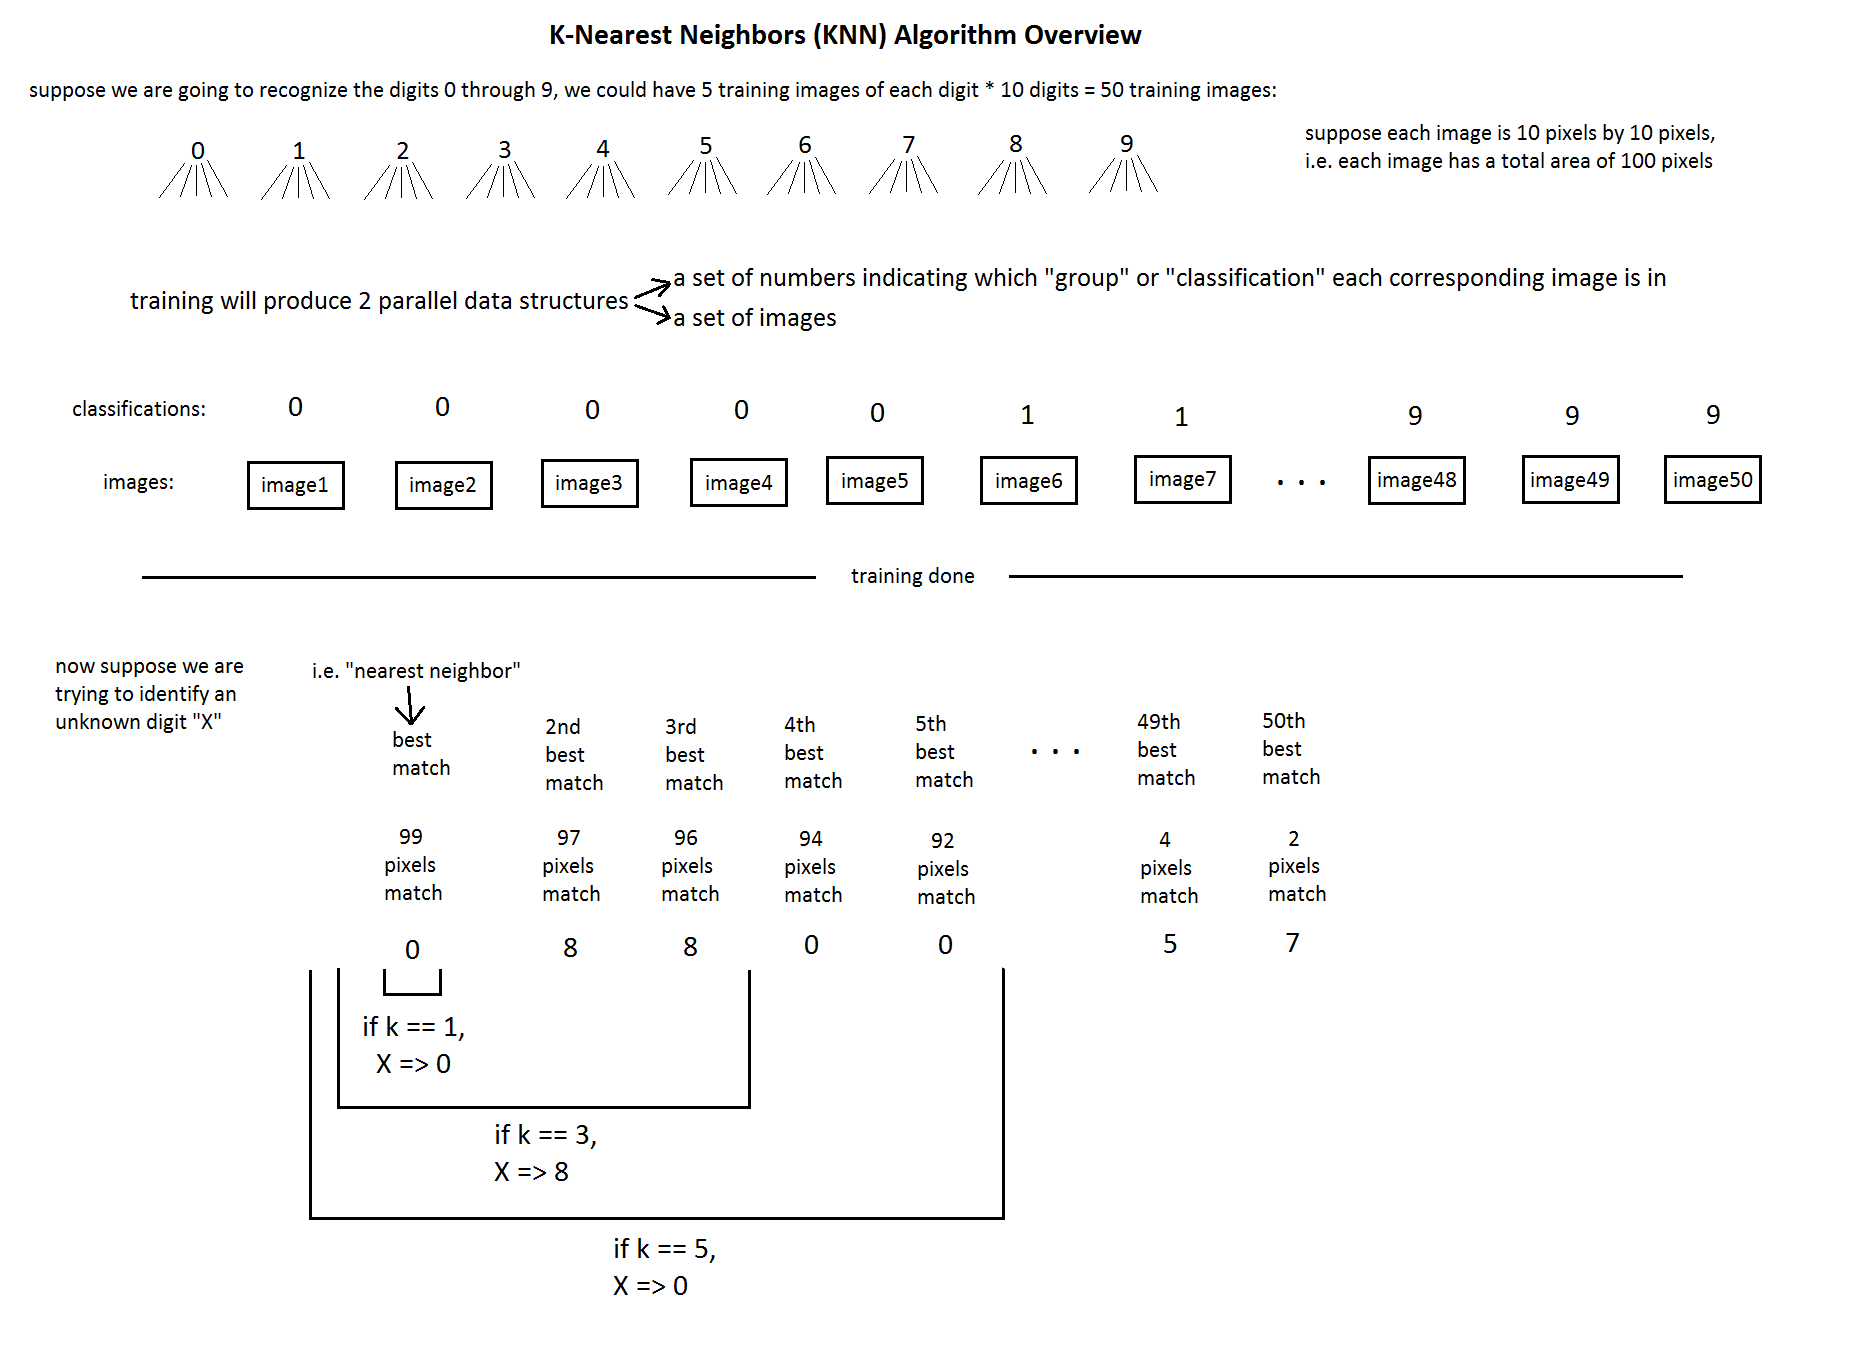 K-Nearest Neighbors (KNN) Algorithm Overview
suppose we are going to recognize the digits 0 through 9, we could have 5 training images of each digit * 10 digits = 50 training images:
0 1 2 3 4 5 6 7 8 9
suppose each image is 10 pixels by 10 pixels,
i.e. each image has a total area of 100 pixels
training will produce 2 parallel data structures
a set of numbers indicating which "group" or "classification" each corresponding image is in
a set of images
classifications: 0 0 0 0 0 1 1 9 9 9
images: image1 image2 image3 image4 image5 image6 image7 . . . image48 image49 image50
training done
now suppose we are
trying to identify an
unknown digit "X"
i.e. "nearest neighbor"
best
match
2nd
best
match
3rd
best
match
4th
best
match
5th
best
match
. . .
49th
best
match
50th
best
match
99
pixels
match
97
pixels
match
96
pixels
match
94
pixels
match
92
pixels
match
4
pixels
match
2
pixels
match
0 8 8 0 0 5 7
if k == 1,
X => 0
if k == 3,
X => 8
if k == 5,
X => 0